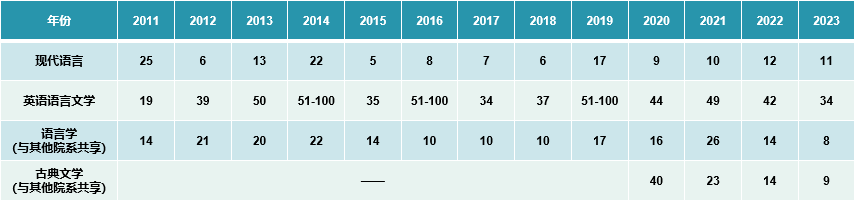 年份 2011 2012 2013 2014 2015 2016 2017 2018 2019 2020 2021 2022 2023
现代语言 25 6 13 22 5 8 7 6 17 9 10 12 11
英语语言文学 19 39 50 51-100 35 51-100 34 37 51-100 44 49 42 34
语言学
(与其他院系共享) 14 21 20 22 14 10 10 10 17 16 26 14 8
古典文学
(与其他院系共享) —— 40 23 14 9